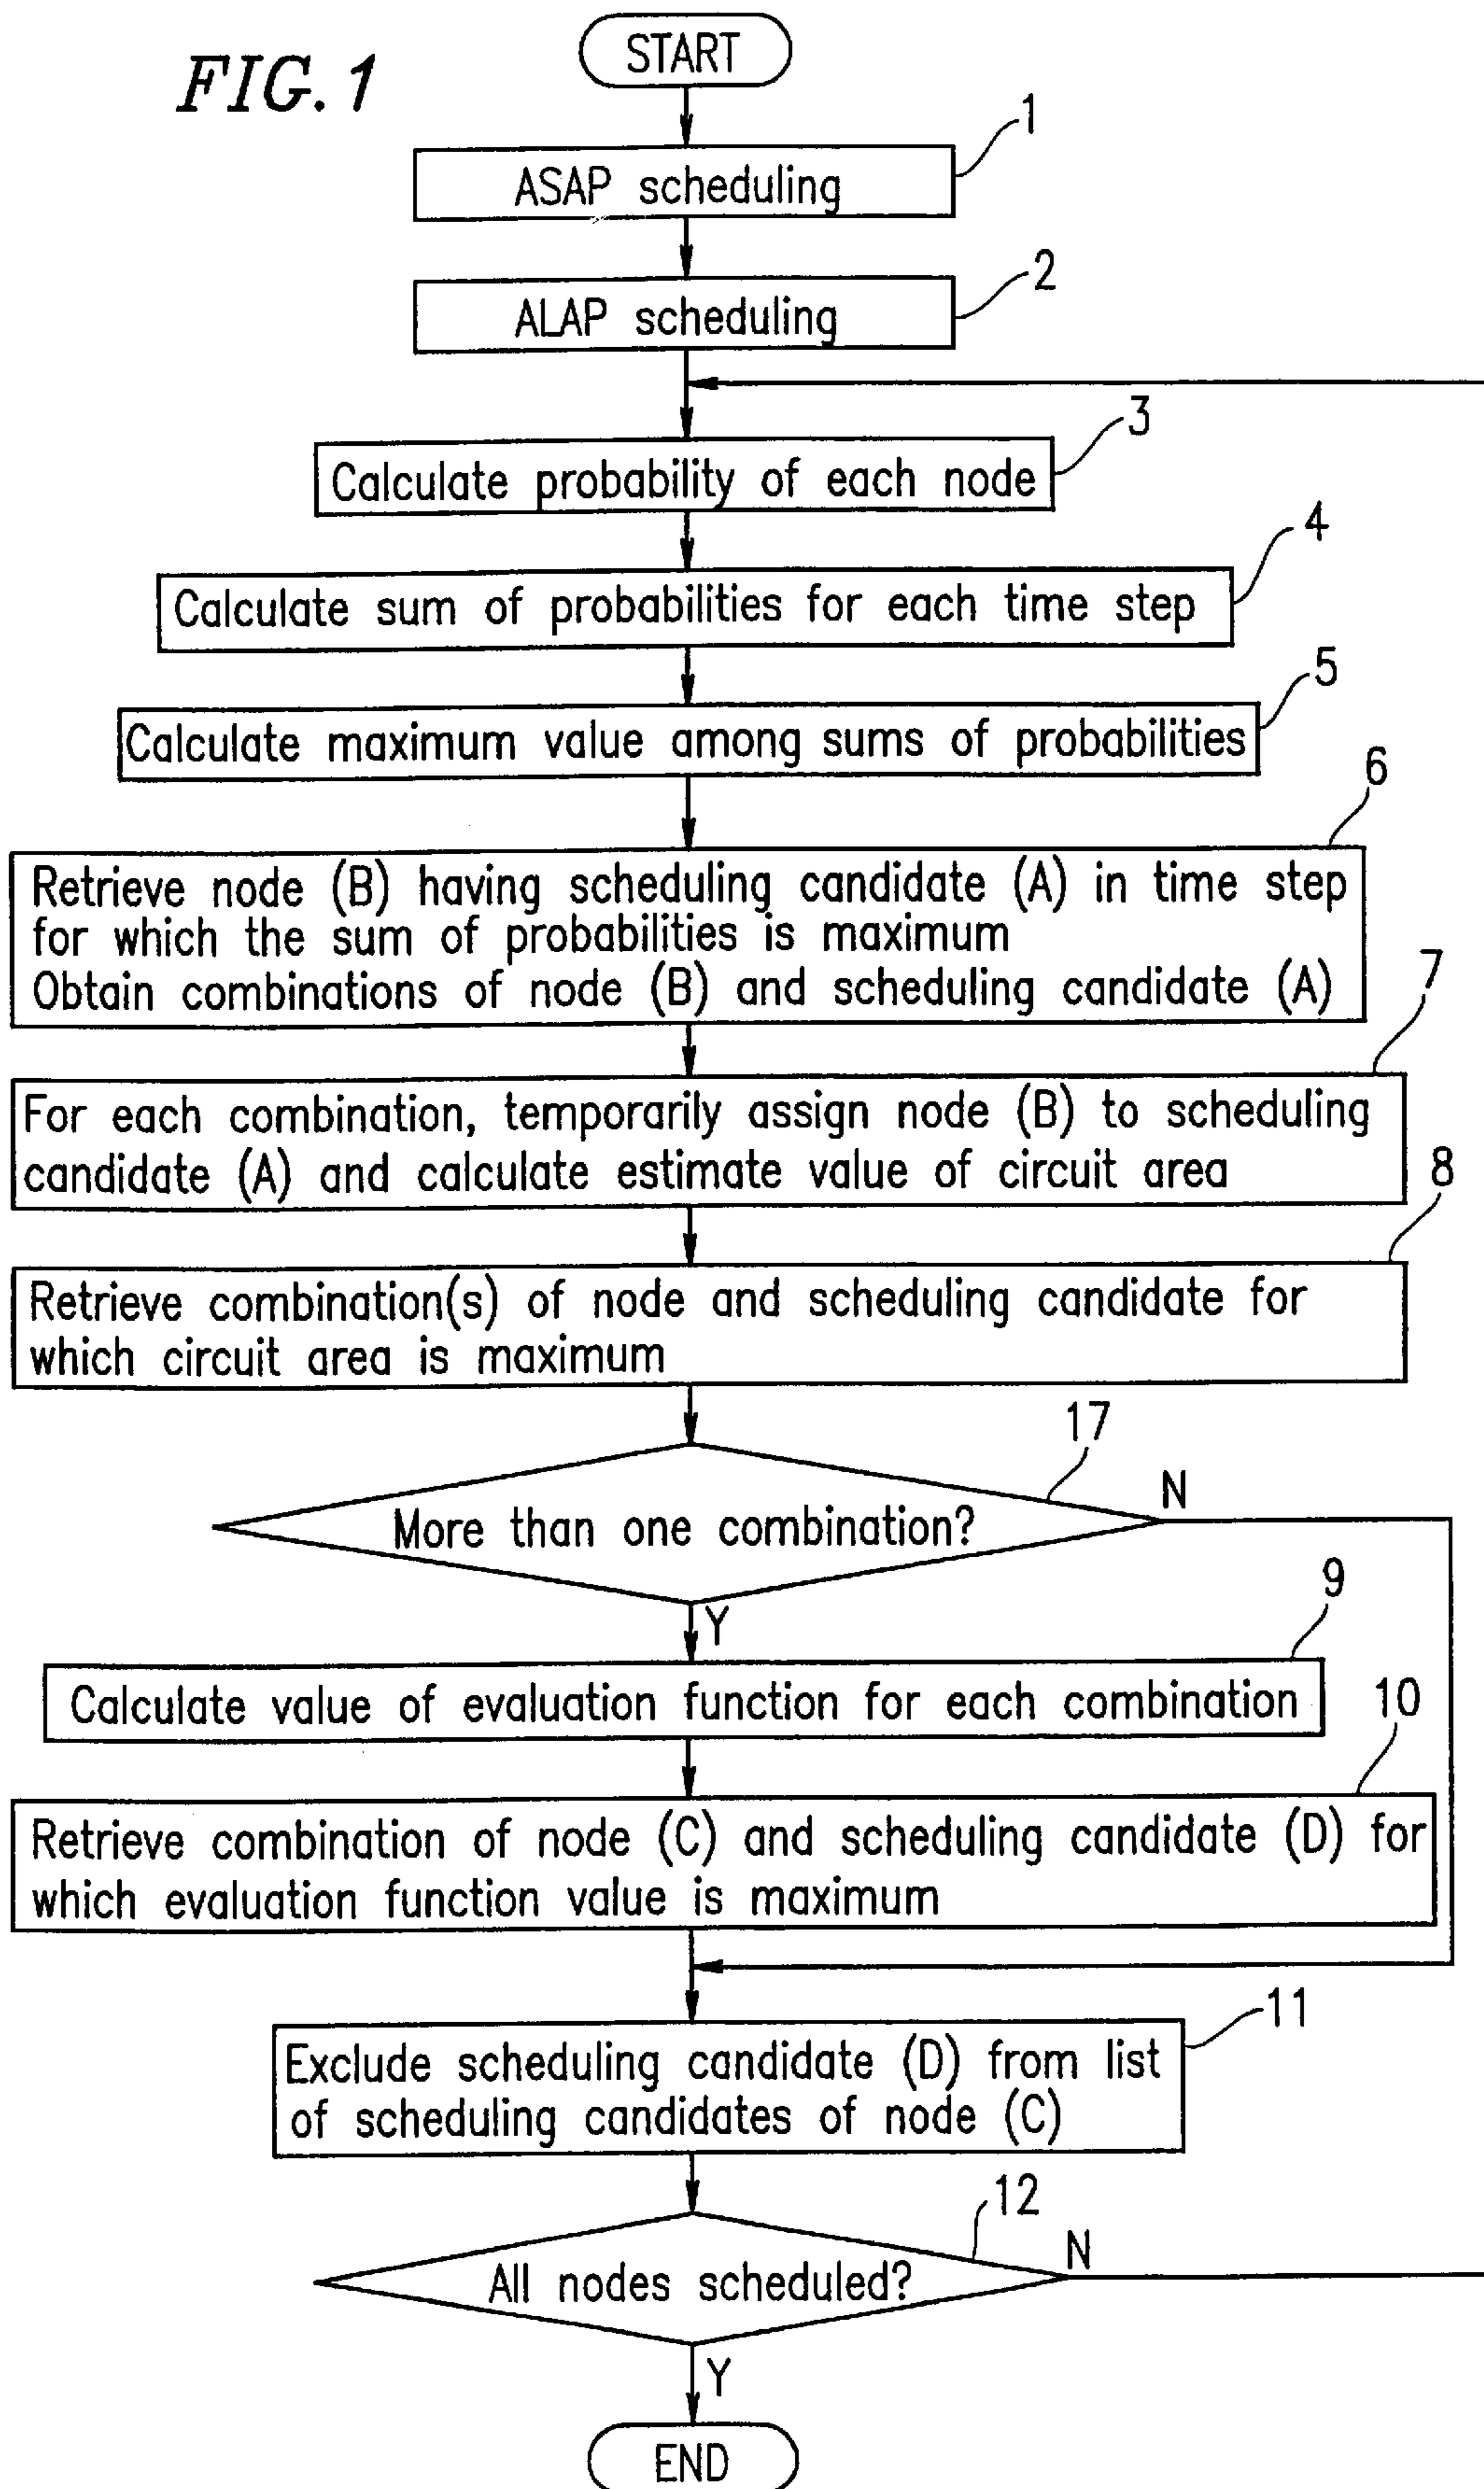 FIG. 1
START
1
ASAP scheduling
2
ALAP scheduling
3
Calculate probability of each node
4
Calculate sum of probabilities for each time step
5
Calculate maximum value among sums of probabilities
6
Retrieve node (B) having scheduling candidate (A) in time step
for which the sum of probabilities is maximum
Obtain combinations of node (B) and scheduling candidate (A)
7
For each combination, temporarily assign node (B) to scheduling
candidate (A) and calculate estimate value of circuit area
8
Retrieve combination(s) of node and scheduling candidate for
which circuit area is maximum
17
More than one combination?
N
Y
9
Calculate value of evaluation function for each combination
10
Retrieve combination of node (C) and scheduling candidate (D) for
which evaluation function value is maximum
11
Exclude scheduling candidate (D) from list
of scheduling candidates of node (C)
12
All nodes scheduled?
N
Y
END